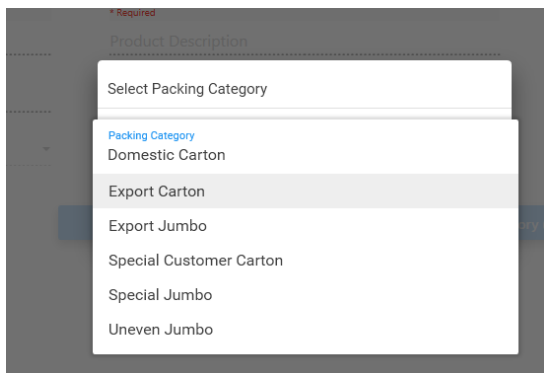 * Required
Product Description
Select Packing Category
Packing Category
Domestic Carton
Export Carton
Export Jumbo
Special Customer Carton
Special Jumbo
Uneven Jumbo